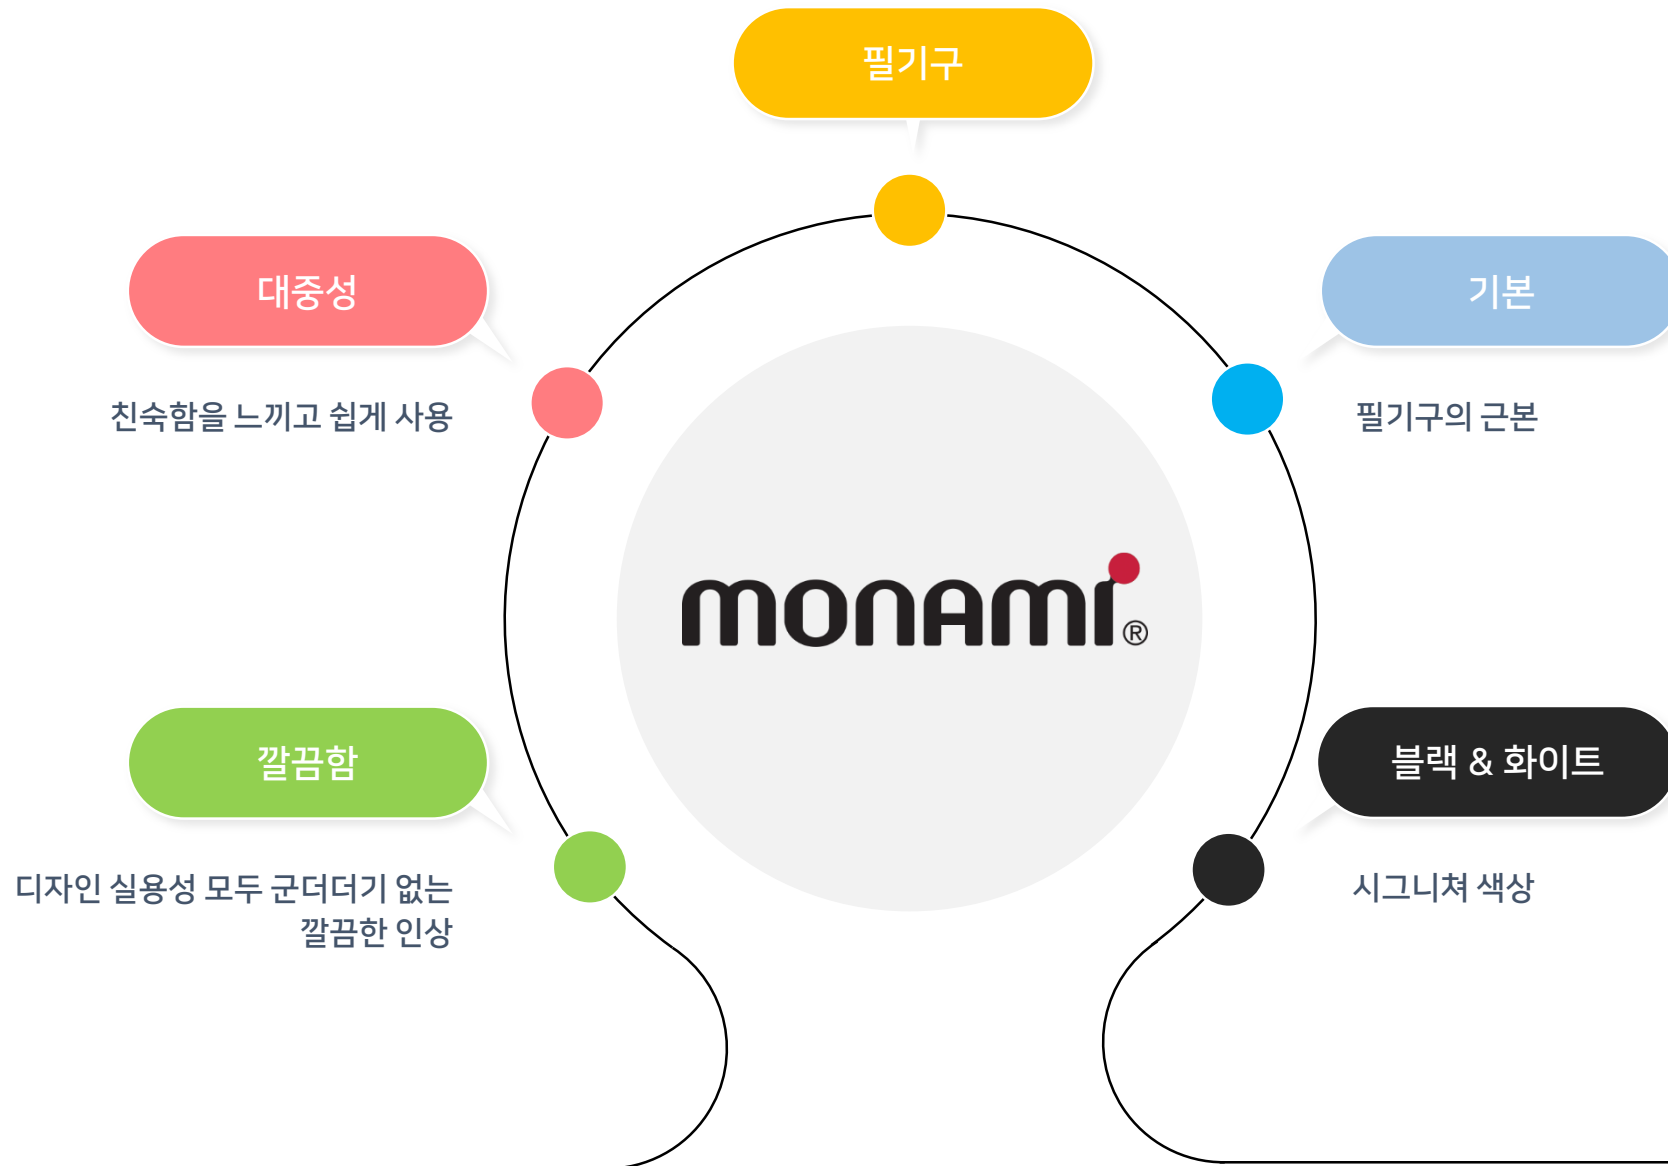 필기구
대중성
기본
친숙함을 느끼고 쉽게 사용
필기구의 근본
monami®
깔끔함
블랙 & 화이트
디자인 실용성 모두 군더더기 없는
깔끔한 인상
시그니쳐 색상